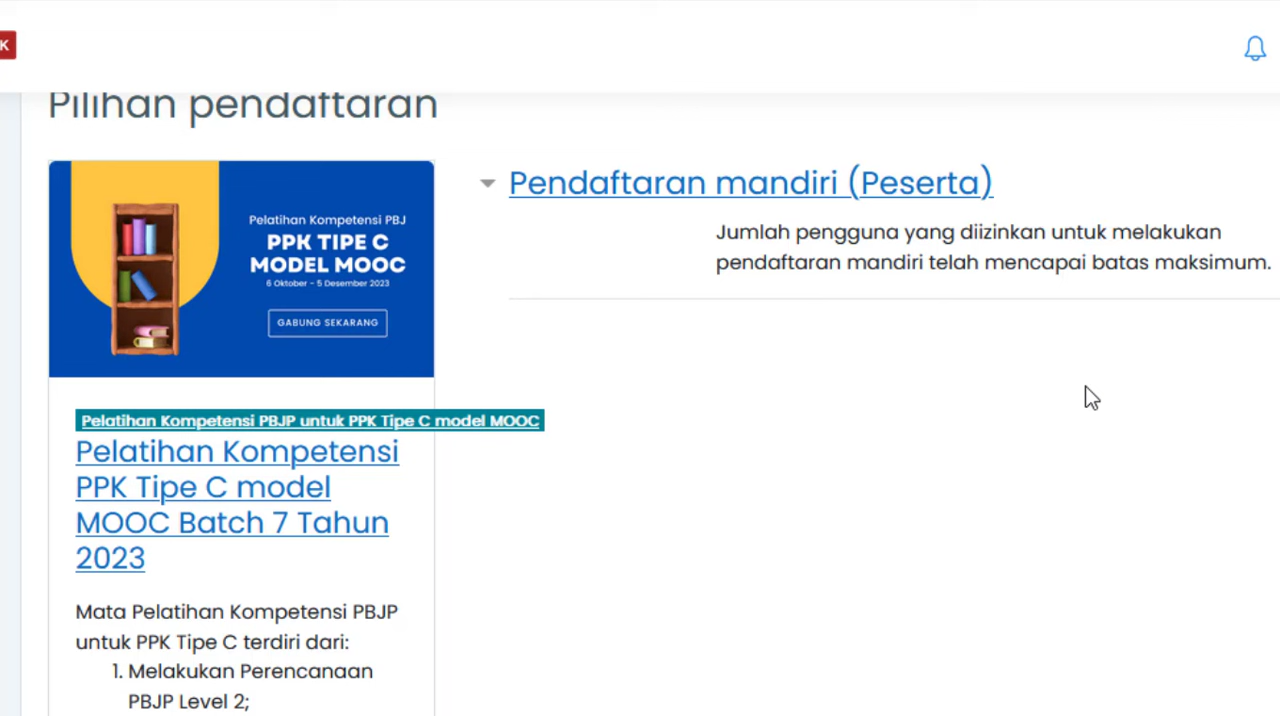 K
Pilihan pendaftaran
Pelatihan Kompetensi PBJ
PPK TIPE C
MODEL MOOC
6 Oktober - 5 Desember 2023
GABUNG SEKARANG
Pendaftaran mandiri (Peserta)
Jumlah pengguna yang diizinkan untuk melakukan
pendaftaran mandiri telah mencapai batas maksimum.
Pelatihan Kompetensi PBJP untuk PPK Tipe C model MOOC
Pelatihan Kompetensi
PPK Tipe C model
MOOC Batch 7 Tahun
2023
Mata Pelatihan Kompetensi PBJP
untuk PPK Tipe C terdiri dari:
1. Melakukan Perencanaan
PBJP Level 2;